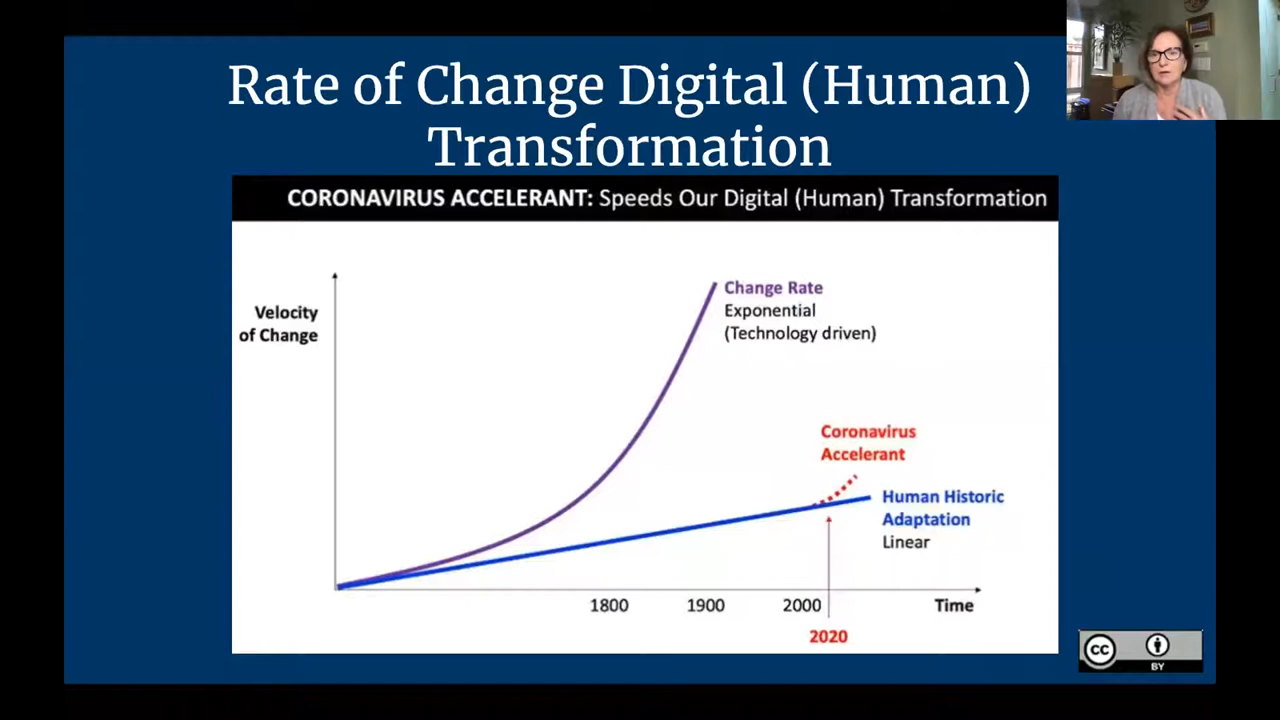 Rate of Change Digital (Human)
Transformation
CORONAVIRUS ACCELERANT: Speeds Our Digital (Human) Transformation
Velocity
of Change
Change Rate
Exponential
(Technology driven)
Coronavirus
Accelerant
Human Historic
Adaptation
Linear
1800 1900 2000 Time
2020
CC
BY